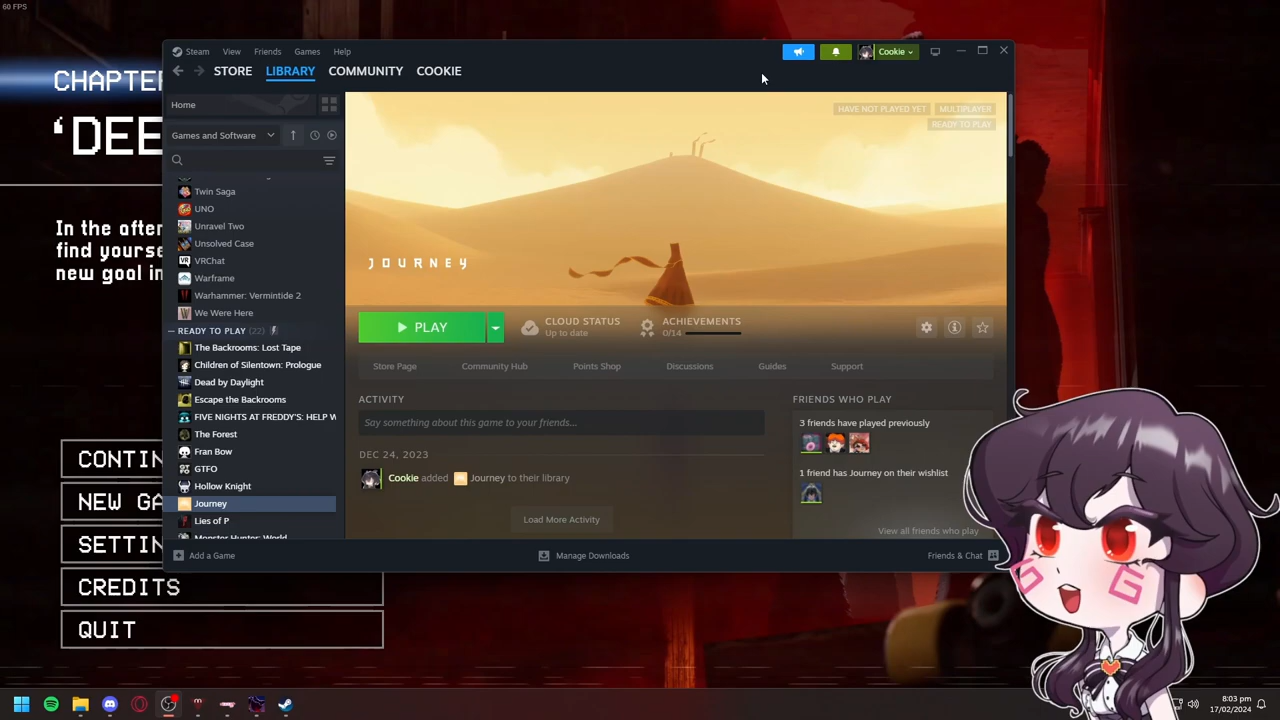 60 FPS
CHAPTE
'DEE
In the after
find yourse
new goal in
CONTIN
NEW GA
SETTIN
CREDITS
QUIT
Steam View Friends Games Help
Cookie
STORE LIBRARY COMMUNITY COOKIE
Home
Games and Software
Twin Saga
UNO
Unravel Two
Unsolved Case
VRChat
Warframe
Warhammer: Vermintide 2
We Were Here
READY TO PLAY (22)
The Backrooms: Lost Tape
Children of Silentown: Prologue
Dead by Daylight
Escape the Backrooms
FIVE NIGHTS AT FREDDY'S: HELP W
The Forest
Fran Bow
GTFO
Hollow Knight
Journey
Lies of P
Monster Hunter: World
Add a Game
HAVE NOT PLAYED YET MULTIPLAYER
READY TO PLAY
JOURNEY
PLAY
CLOUD STATUS
Up to date
ACHIEVEMENTS
0/14
Store Page Community Hub Points Shop Discussions Guides Support
ACTIVITY
Say something about this game to your friends...
DEC 24, 2023
Cookie added Journey to their library
Load More Activity
FRIENDS WHO PLAY
3 friends have played previously
1 friend has Journey on their wishlist
View all friends who play
Manage Downloads
Friends & Chat
8:03 pm
17/02/2024